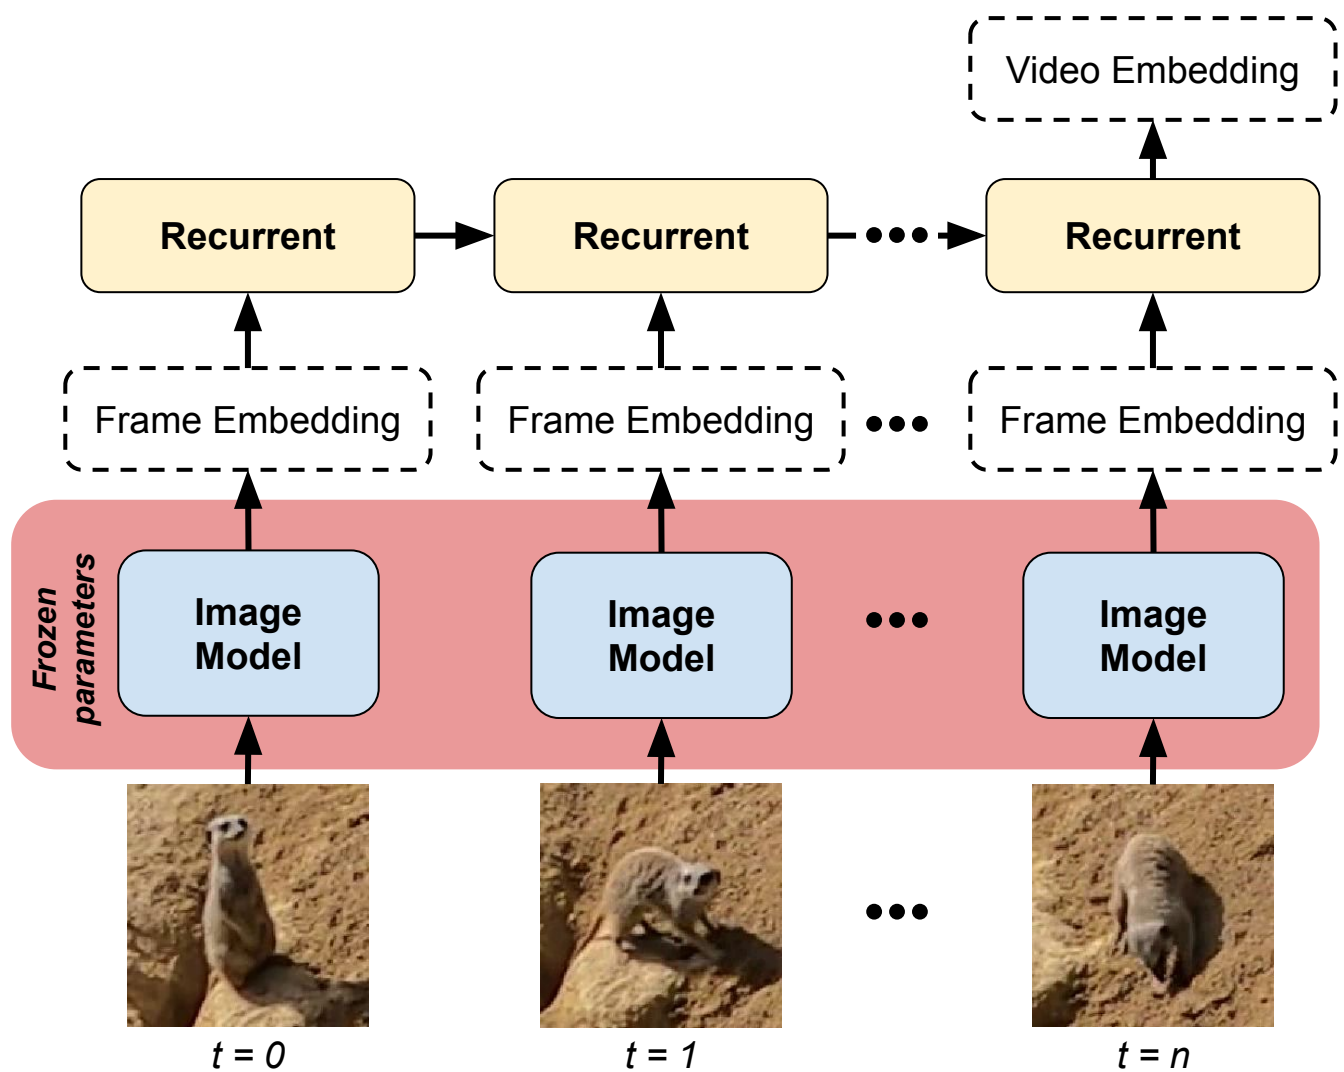 Video Embedding
Recurrent
Recurrent
Recurrent
Frame Embedding
Frame Embedding
Frame Embedding
Frozen
parameters
Image
Model
Image
Model
Image
Model
t = 0
t = 1
t = n